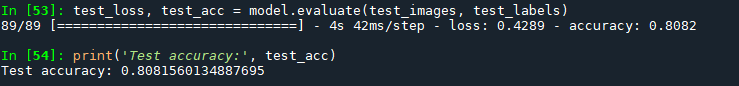 In [53]: test_loss, test_acc = model.evaluate(test_images, test_labels)
89/89 [==============================] - 4s 42ms/step - loss: 0.4289 - accuracy: 0.8082
In [54]: print('Test accuracy:', test_acc)
Test accuracy: 0.8081560134887695